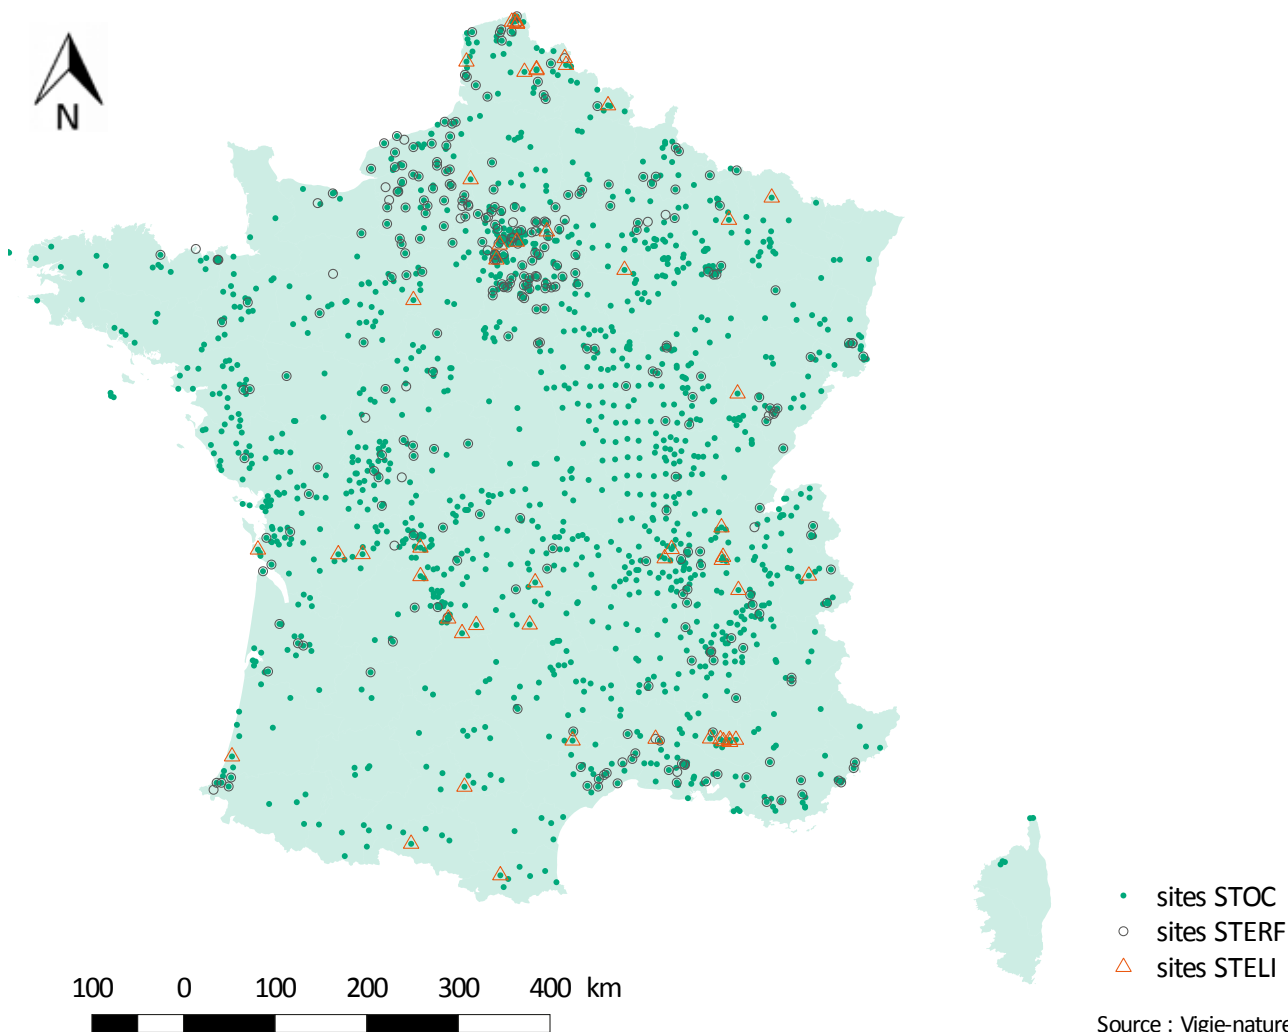 N
sites STOC
sites STERF
sites STELI
100 0 100 200 300 400 km
Source : Vigie-nature